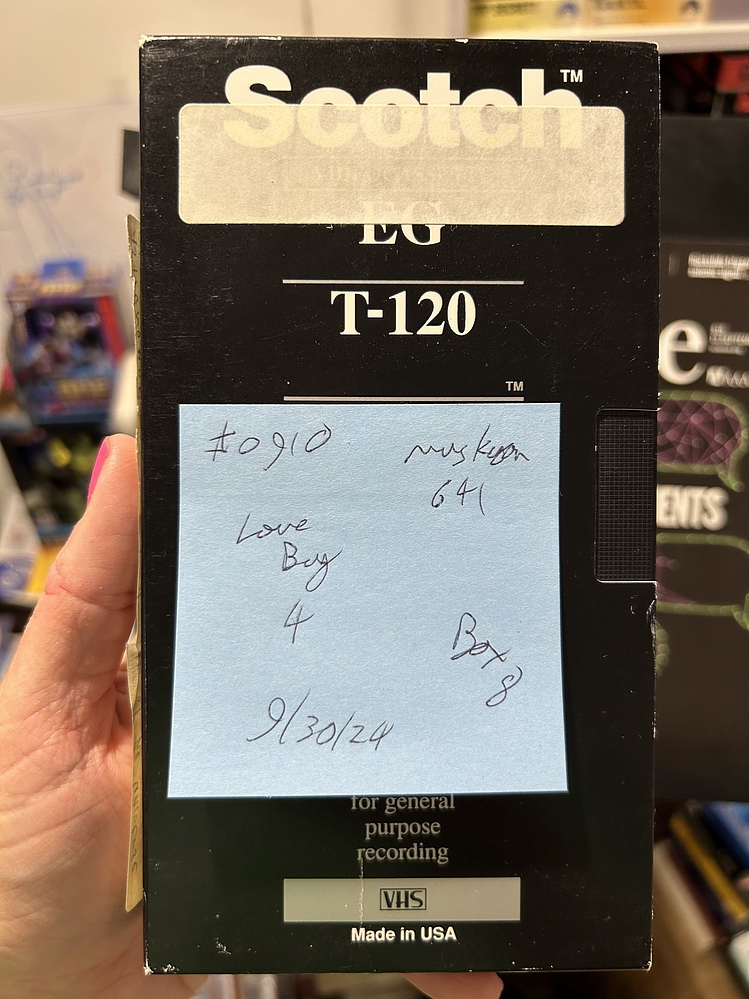 Scotch™
EG
T-120
TM
#0910
muskegon
641
Love
Bug
4
Box
8
9/30/24
for general
purpose
recording
VHS
Made in USA
e
ENTS